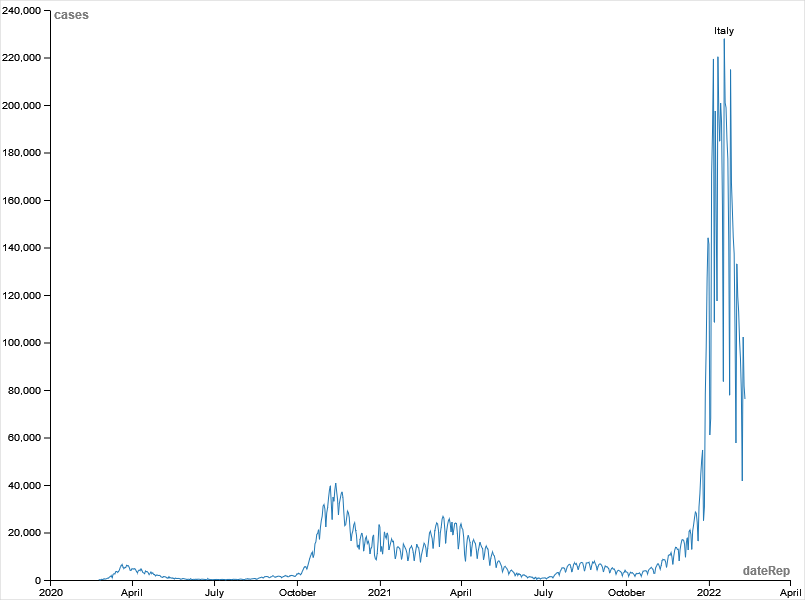 240,000
cases
Italy
220,000
200,000
180,000
160,000
140,000
120,000
100,000
80,000
60,000
40,000
20,000
0
dateRep
2020
April
July
October
2021
April
July
October
2022
April